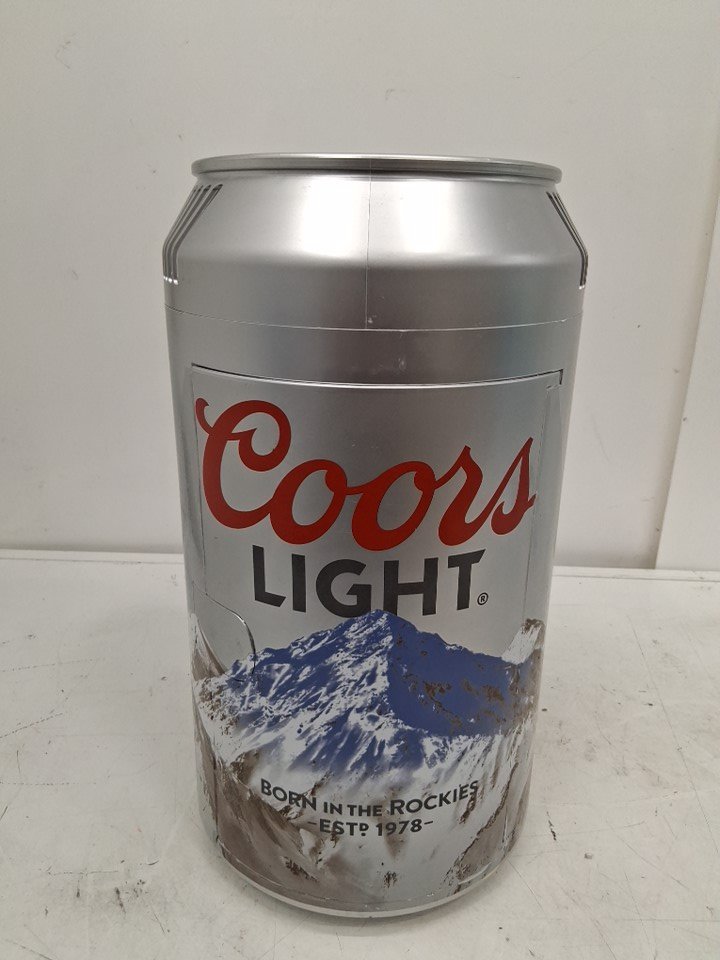 Coors
LIGHT®
BORN IN THE ROCKIES
-ESTD 1978-